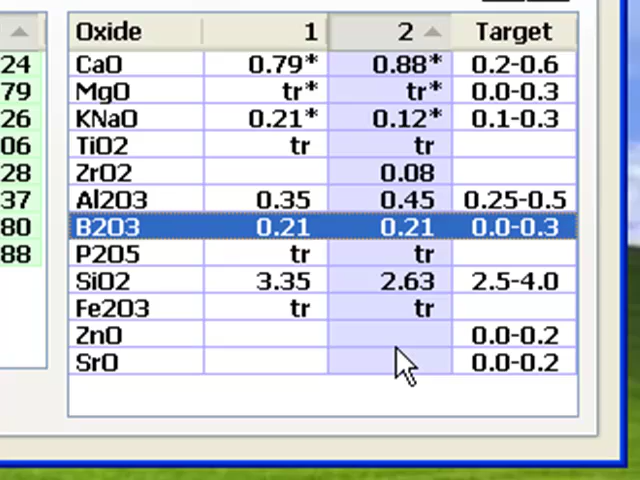 Oxide 1 2 Target
24 CaO 0.79* 0.88* 0.2-0.6
79 MgO tr* tr* 0.0-0.3
26 KNaO 0.21* 0.12* 0.1-0.3
06 TiO2 tr tr
28 ZrO2 0.08
37 Al2O3 0.35 0.45 0.25-0.5
80 B2O3 0.21 0.21 0.0-0.3
88 P2O5 tr tr
SiO2 3.35 2.63 2.5-4.0
Fe2O3 tr tr
ZnO 0.0-0.2
SrO 0.0-0.2